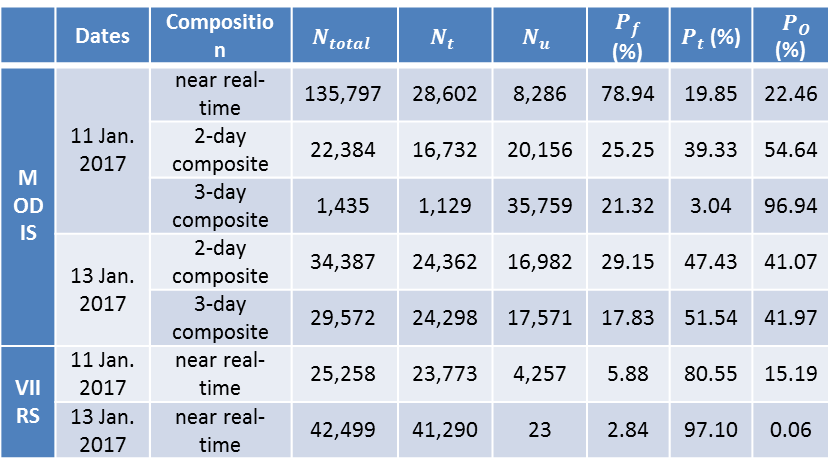 Dates Compositio n N_total N_t N_u P_f (%) P_t (%) P_O (%)
M OD IS
11 Jan. 2017
near real-time 135,797 28,602 8,286 78.94 19.85 22.46
2-day composite 22,384 16,732 20,156 25.25 39.33 54.64
3-day composite 1,435 1,129 35,759 21.32 3.04 96.94
13 Jan. 2017
2-day composite 34,387 24,362 16,982 29.15 47.43 41.07
3-day composite 29,572 24,298 17,571 17.83 51.54 41.97
VII RS
11 Jan. 2017 near real-time 25,258 23,773 4,257 5.88 80.55 15.19
13 Jan. 2017 near real-time 42,499 41,290 23 2.84 97.10 0.06